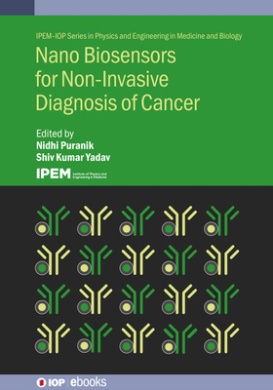 IPEM–IOP Series in Physics and Engineering in Medicine and Biology
Nano Biosensors
for Non-Invasive
Diagnosis of Cancer
Edited by
Nidhi Puranik
Shiv Kumar Yadav
IPEM Institute of Physics and
Engineering in Medicine
IOP ebooks